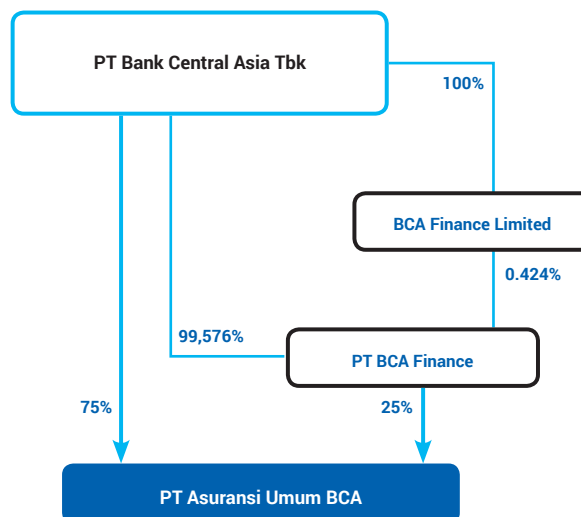 PT Bank Central Asia Tbk
100%
BCA Finance Limited
0.424%
99,576%
PT BCA Finance
75%
25%
PT Asuransi Umum BCA